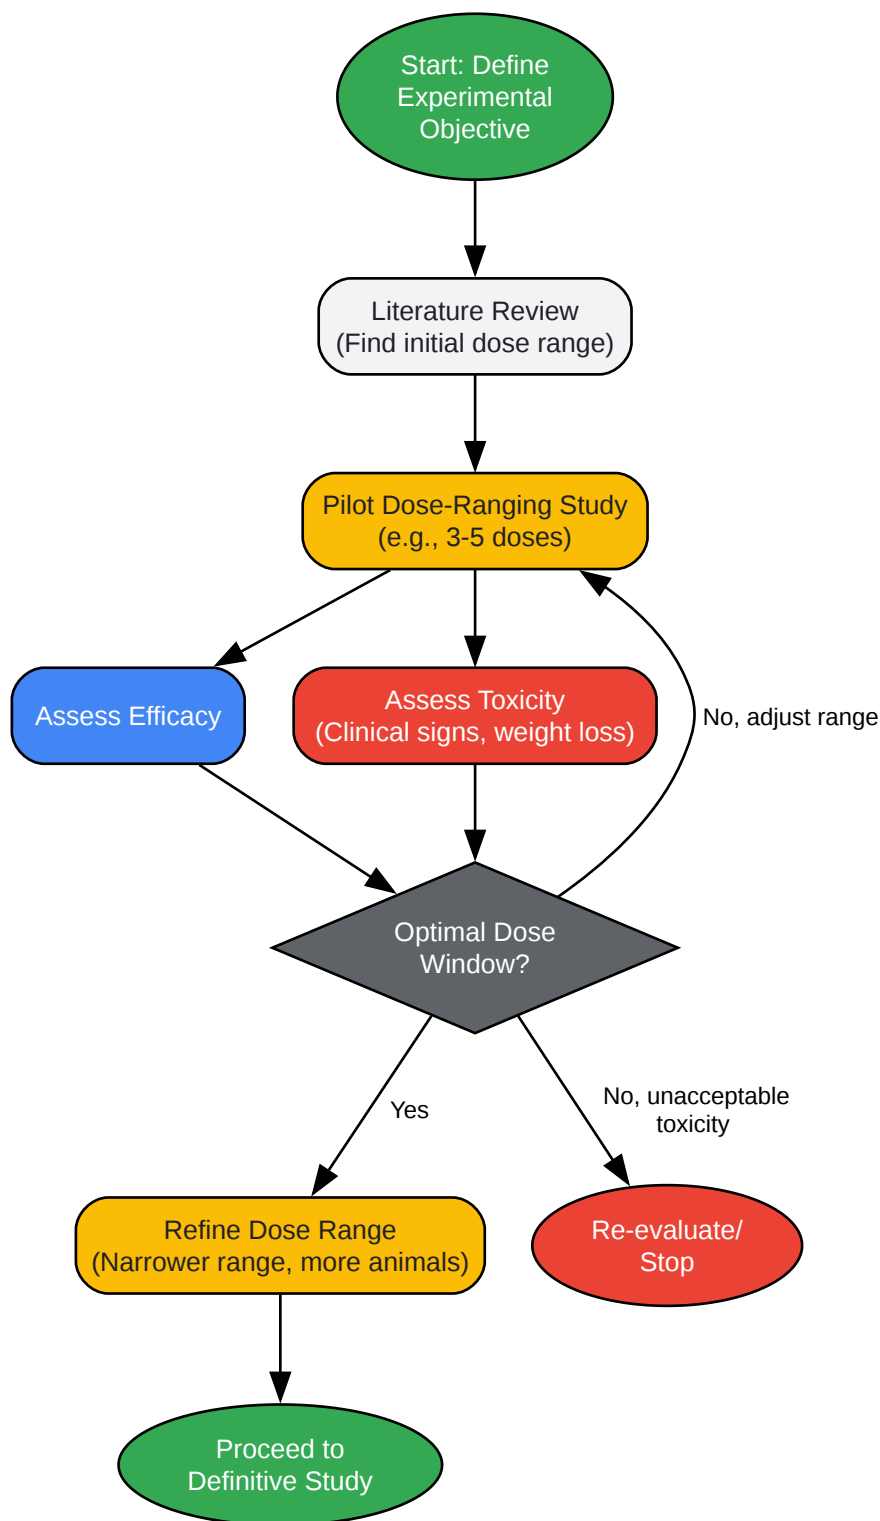 Start: Define
Experimental
Objective
Literature Review
(Find initial dose range)
Pilot Dose-Ranging Study
(e.g., 3-5 doses)
Assess Efficacy
Assess Toxicity
(Clinical signs, weight loss)
No, adjust range
Optimal Dose
Window?
Yes
No, unacceptable
toxicity
Refine Dose Range
(Narrower range, more animals)
Re-evaluate/
Stop
Proceed to
Definitive Study